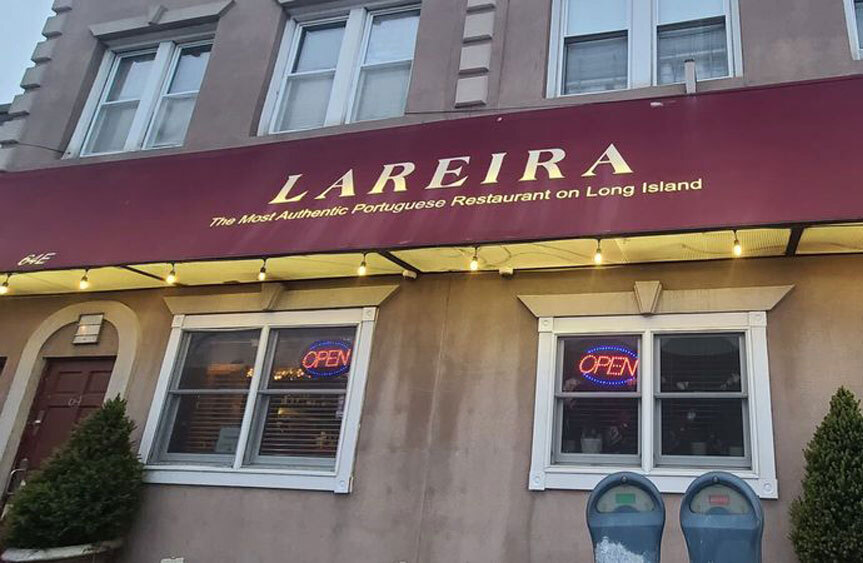 LAREIRA
The Most Authentic Portuguese Restaurant on Long Island
64E
OPEN
OPEN